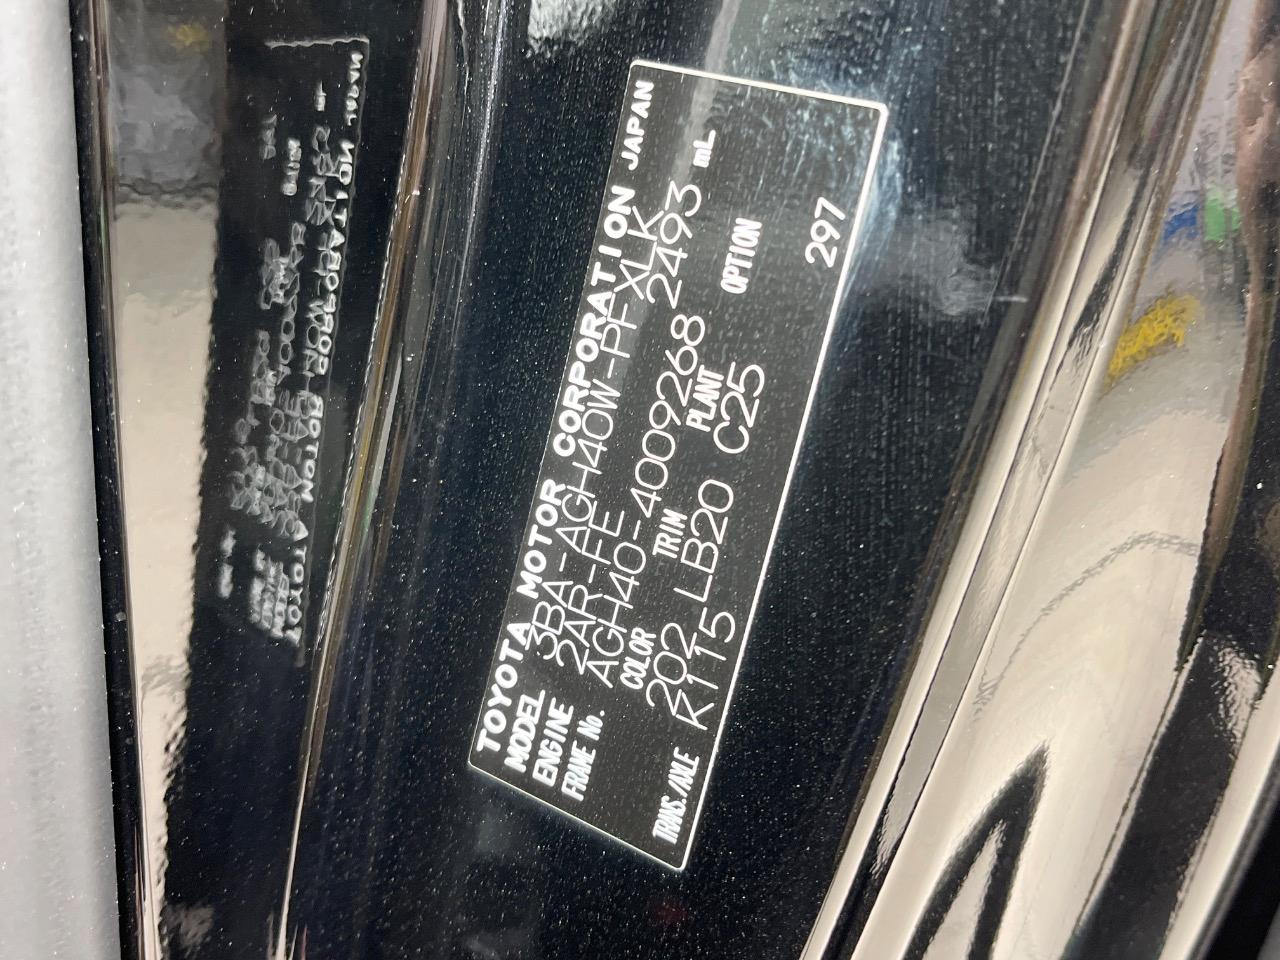 TOYOTA MOTOR CORPORATION JAPAN
MODEL 3BA-AGH40W-PFXLK
ENGINE 2AR-FE 2493 mL
FRAME No. AGH40-4009268
COLOR TRIM PLANT OPTION
202 LB20 C25 297
TRANS./AXLE K115